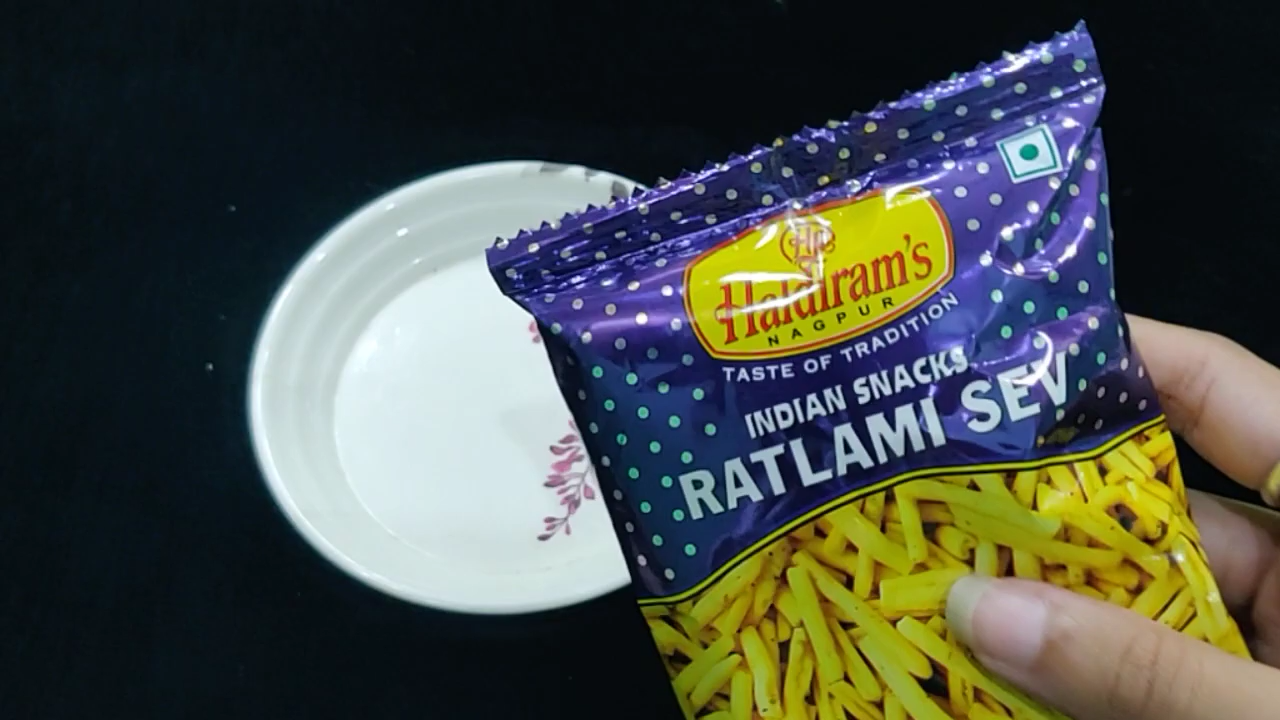 Haldiram's
NAGPUR
TASTE OF TRADITION
INDIAN SNACKS
RATLAMI SEV